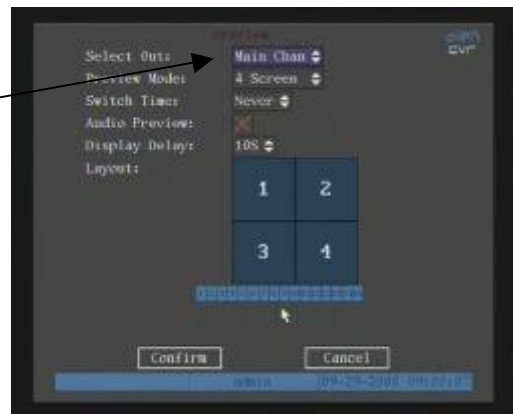 Preview
Select Out: Main Chan
Preview Mode: 4 Screen
Switch Time: Never
Audio Preview:
Display Delay: 10S
Layout:
1 2
3 4
Confirm Cancel
admin